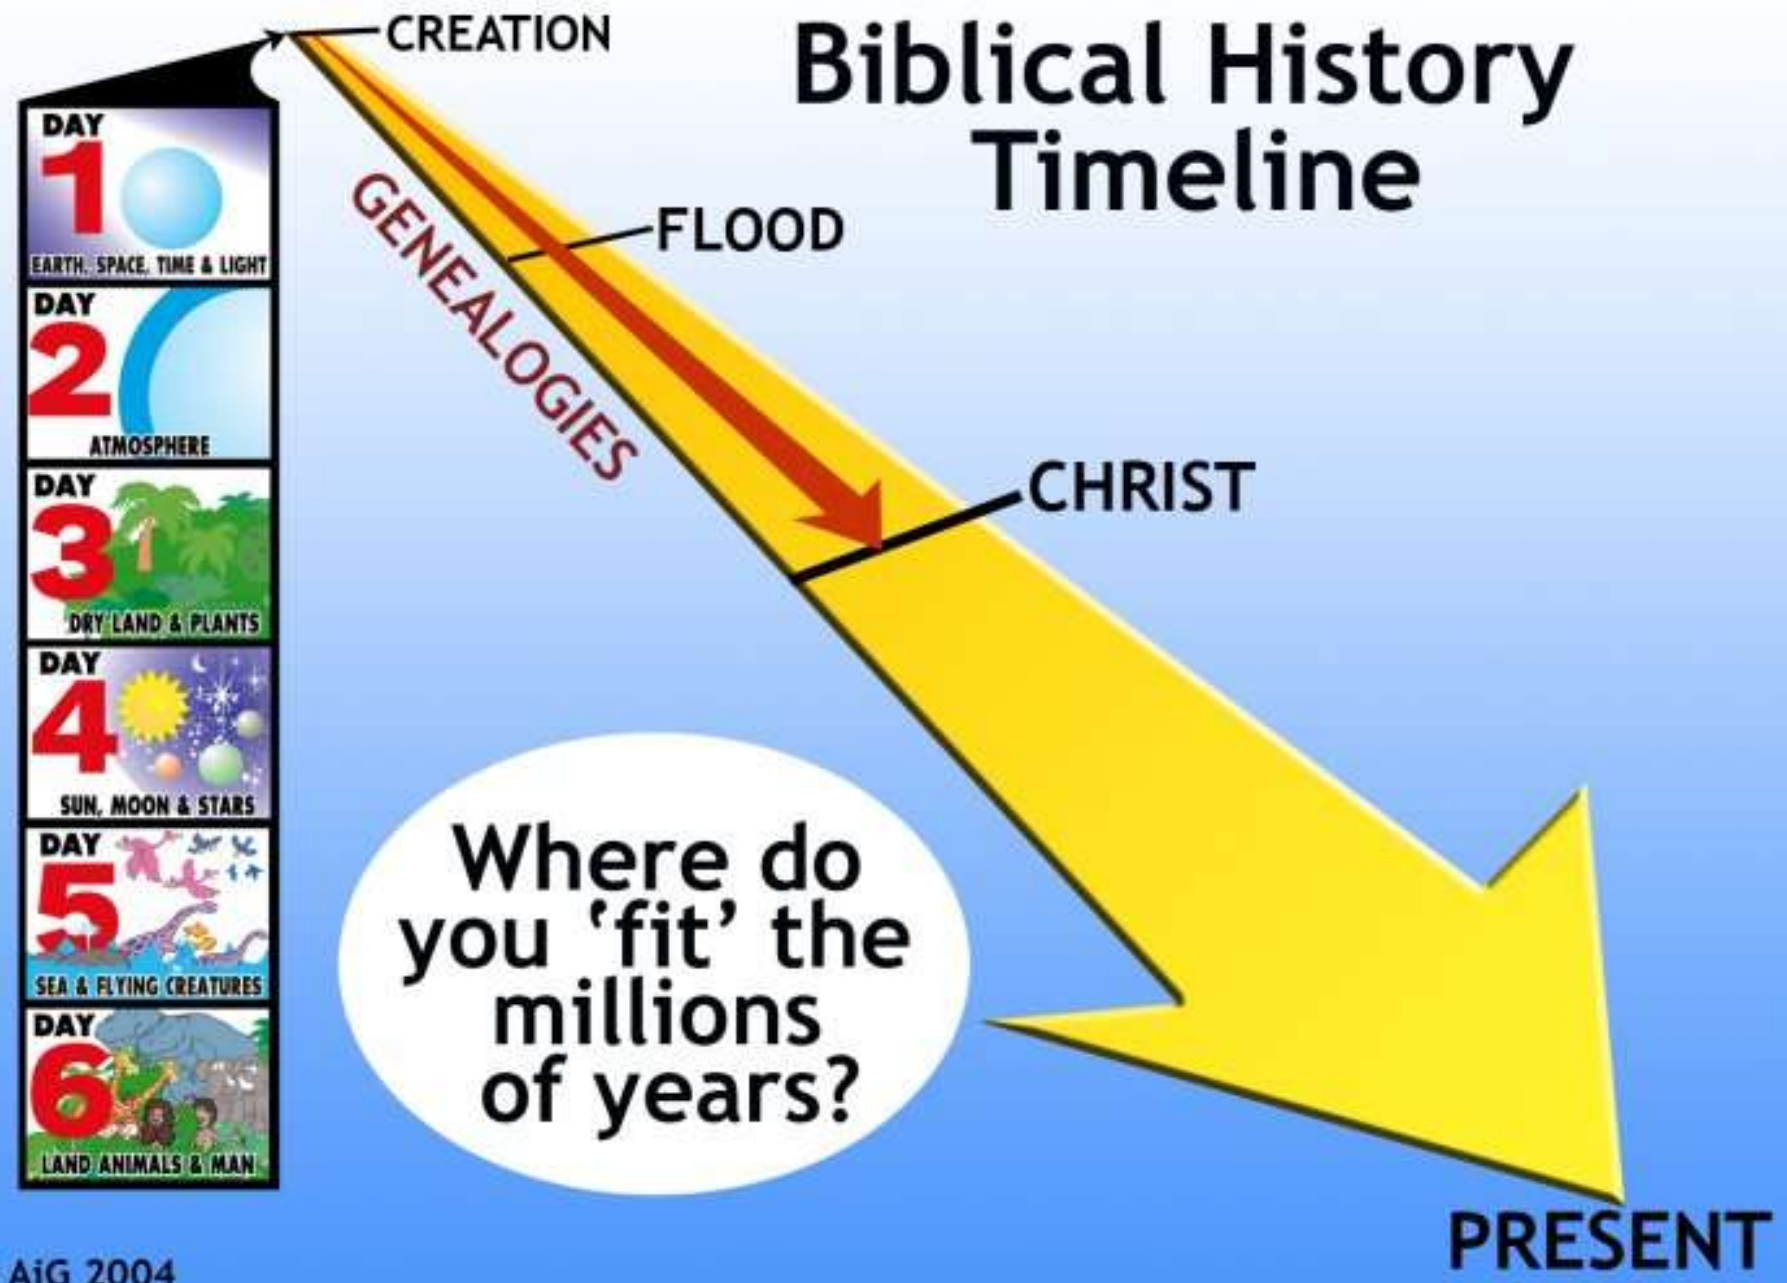 Biblical History
Timeline
CREATION
FLOOD
GENEALOGIES
CHRIST
PRESENT
DAY
1
EARTH, SPACE, TIME & LIGHT
DAY
2
ATMOSPHERE
DAY
3
DRY LAND & PLANTS
DAY
4
SUN, MOON & STARS
DAY
5
SEA & FLYING CREATURES
DAY
6
LAND ANIMALS & MAN
Where do
you ‘fit’ the
millions
of years?
AiG 2004